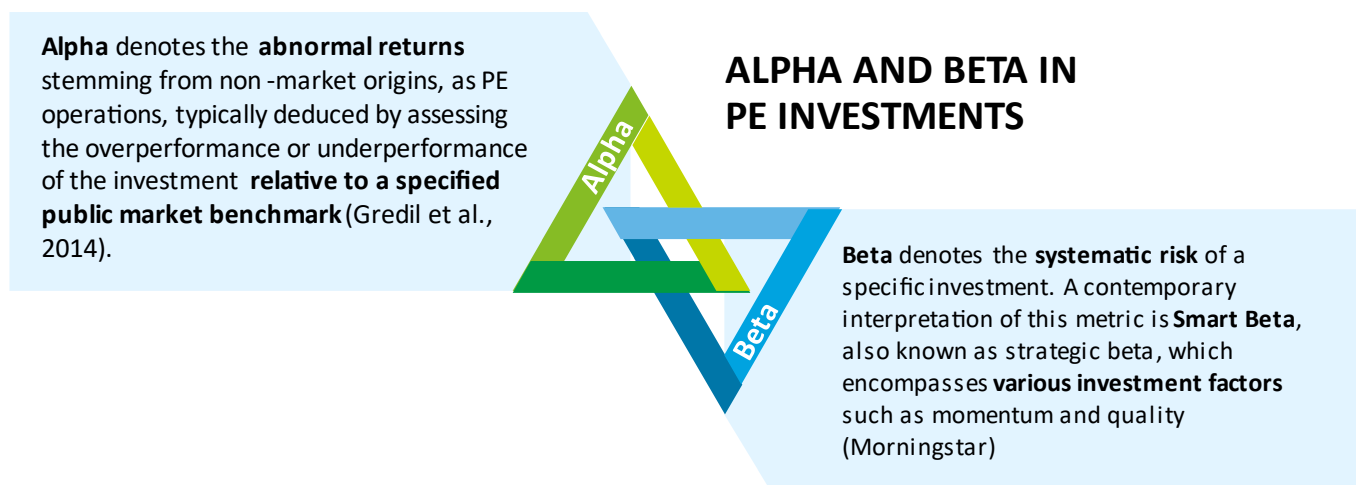 Alpha denotes the abnormal returns
stemming from non -market origins, as PE
operations, typically deduced by assessing
the overperformance or underperformance
of the investment relative to a specified
public market benchmark (Gredil et al.,
2014).
ALPHA AND BETA IN
PE INVESTMENTS
Alpha
Beta
Beta denotes the systematic risk of a
specific investment. A contemporary
interpretation of this metric is Smart Beta,
also known as strategic beta, which
encompasses various investment factors
such as momentum and quality
(Morningstar)